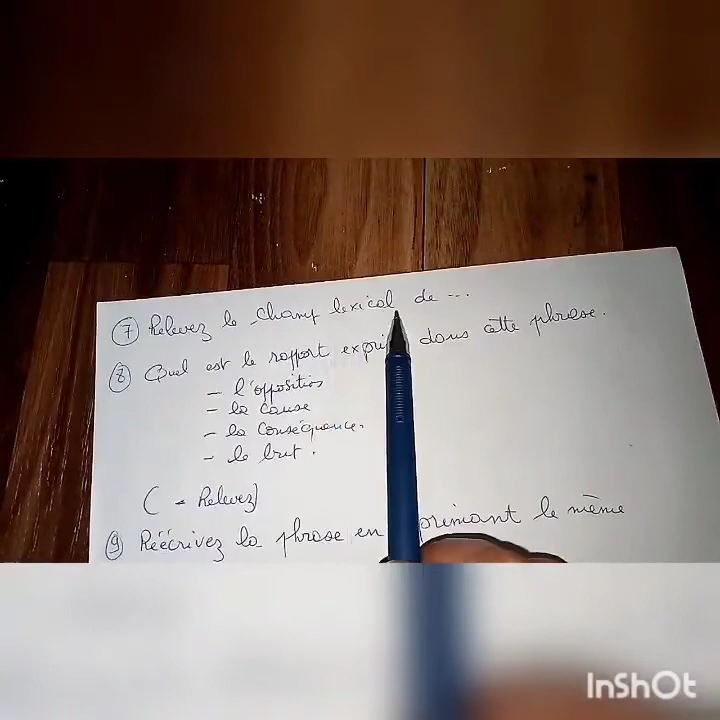 ⑦ Relevez le champ lexical de ...
⑧ Quel est le rapport expri dans cette phrase.
- l'opposition
- la cause
- la conséquence.
- le but.
( = Relevez)
⑨ Réécrivez la phrase en primant le même
InShOt